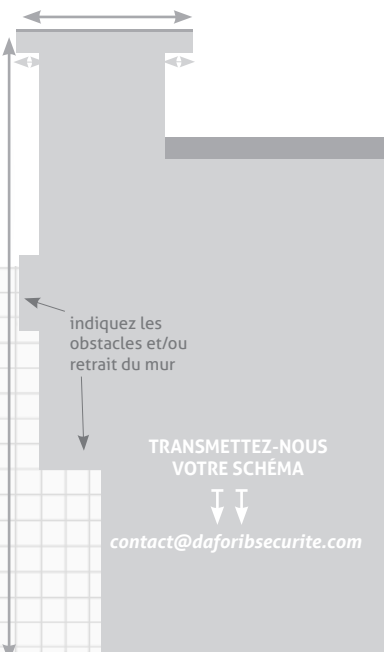 indiquez les
obstacles et/ou
retrait du mur
TRANSMETTEZ-NOUS
VOTRE SCHÉMA
contact@daforibsecurite.com